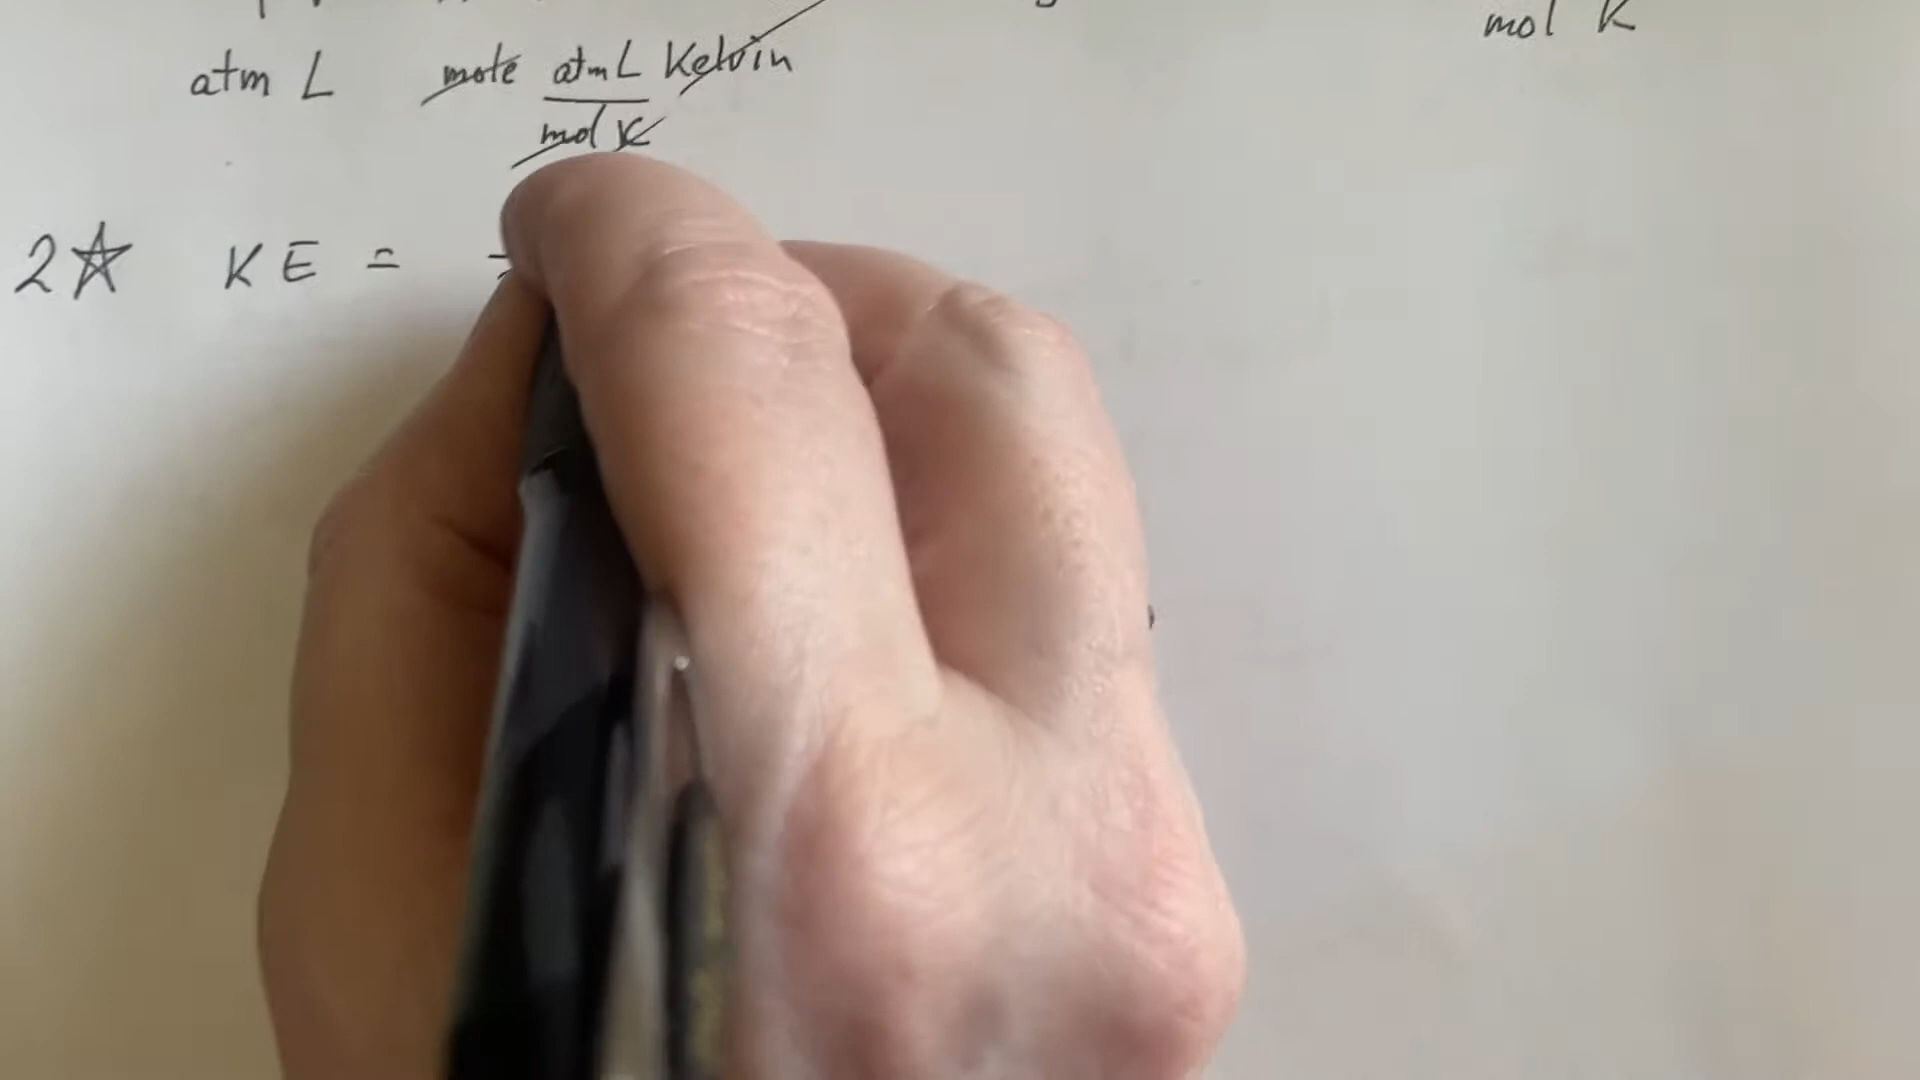 mol K
atm L mole atm L Kelvin
mol K
2☆ KE =